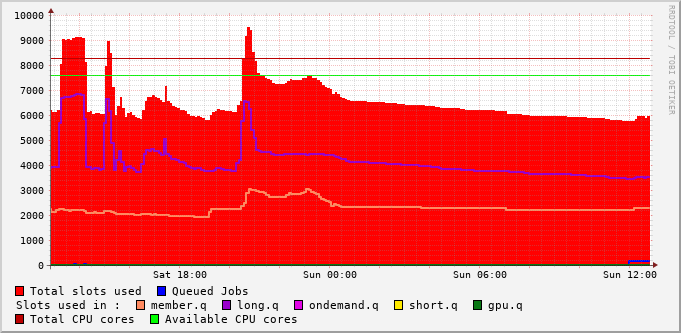 RRDTOOL / TOBI OETIKER
10000
9000
8000
7000
6000
5000
4000
3000
2000
1000
0
Sat 18:00 Sun 00:00 Sun 06:00 Sun 12:00
Total slots used Queued Jobs
Slots used in : member.q long.q ondemand.q short.q gpu.q
Total CPU cores Available CPU cores